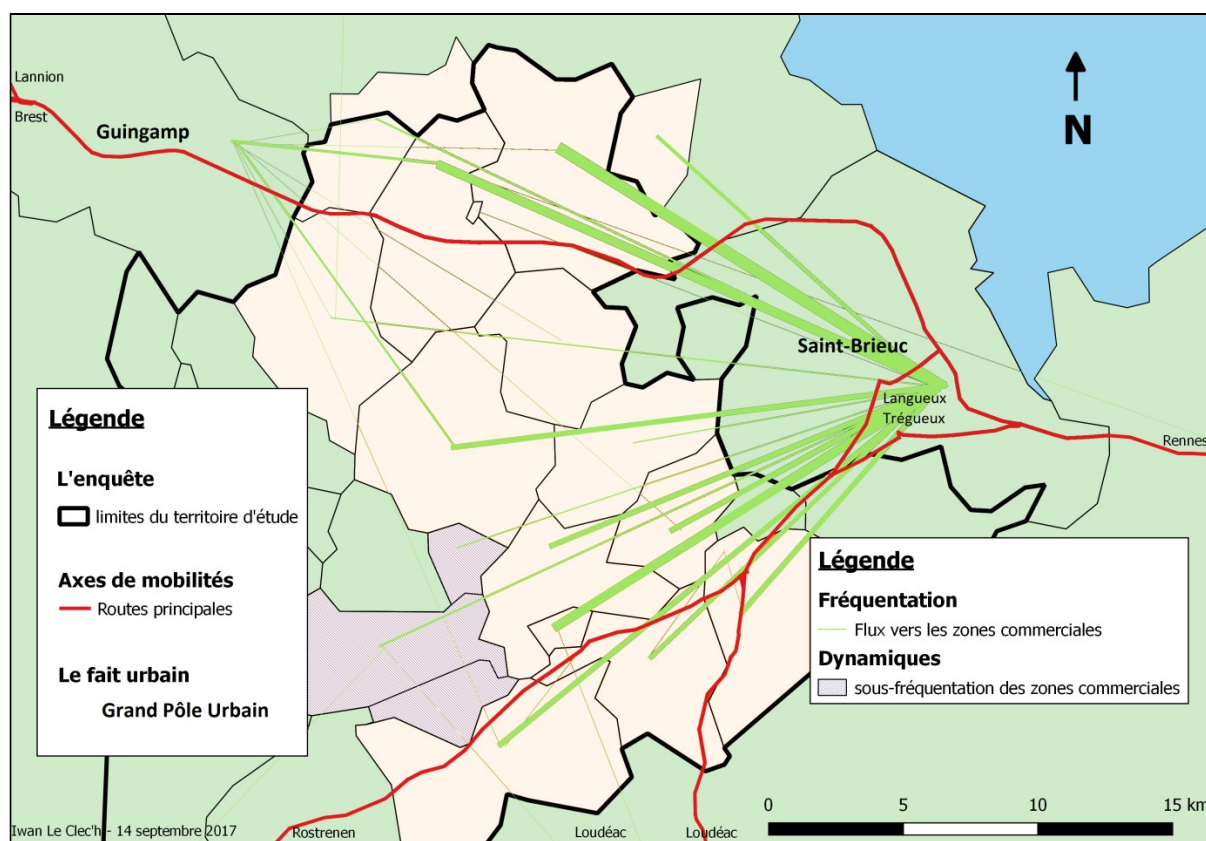 Lannion
Brest
Guingamp
N
Saint-Brieuc
Langueux
Trégueux
Rennes
Légende
L'enquête
limites du territoire d'étude
Axes de mobilités
Routes principales
Le fait urbain
Grand Pôle Urbain
Légende
Fréquentation
Flux vers les zones commerciales
Dynamiques
sous-fréquentation des zones commerciales
0 5 10 15 km
Iwan Le Clec'h - 14 septembre 2017
Rostrenen
Loudéac
Loudéac